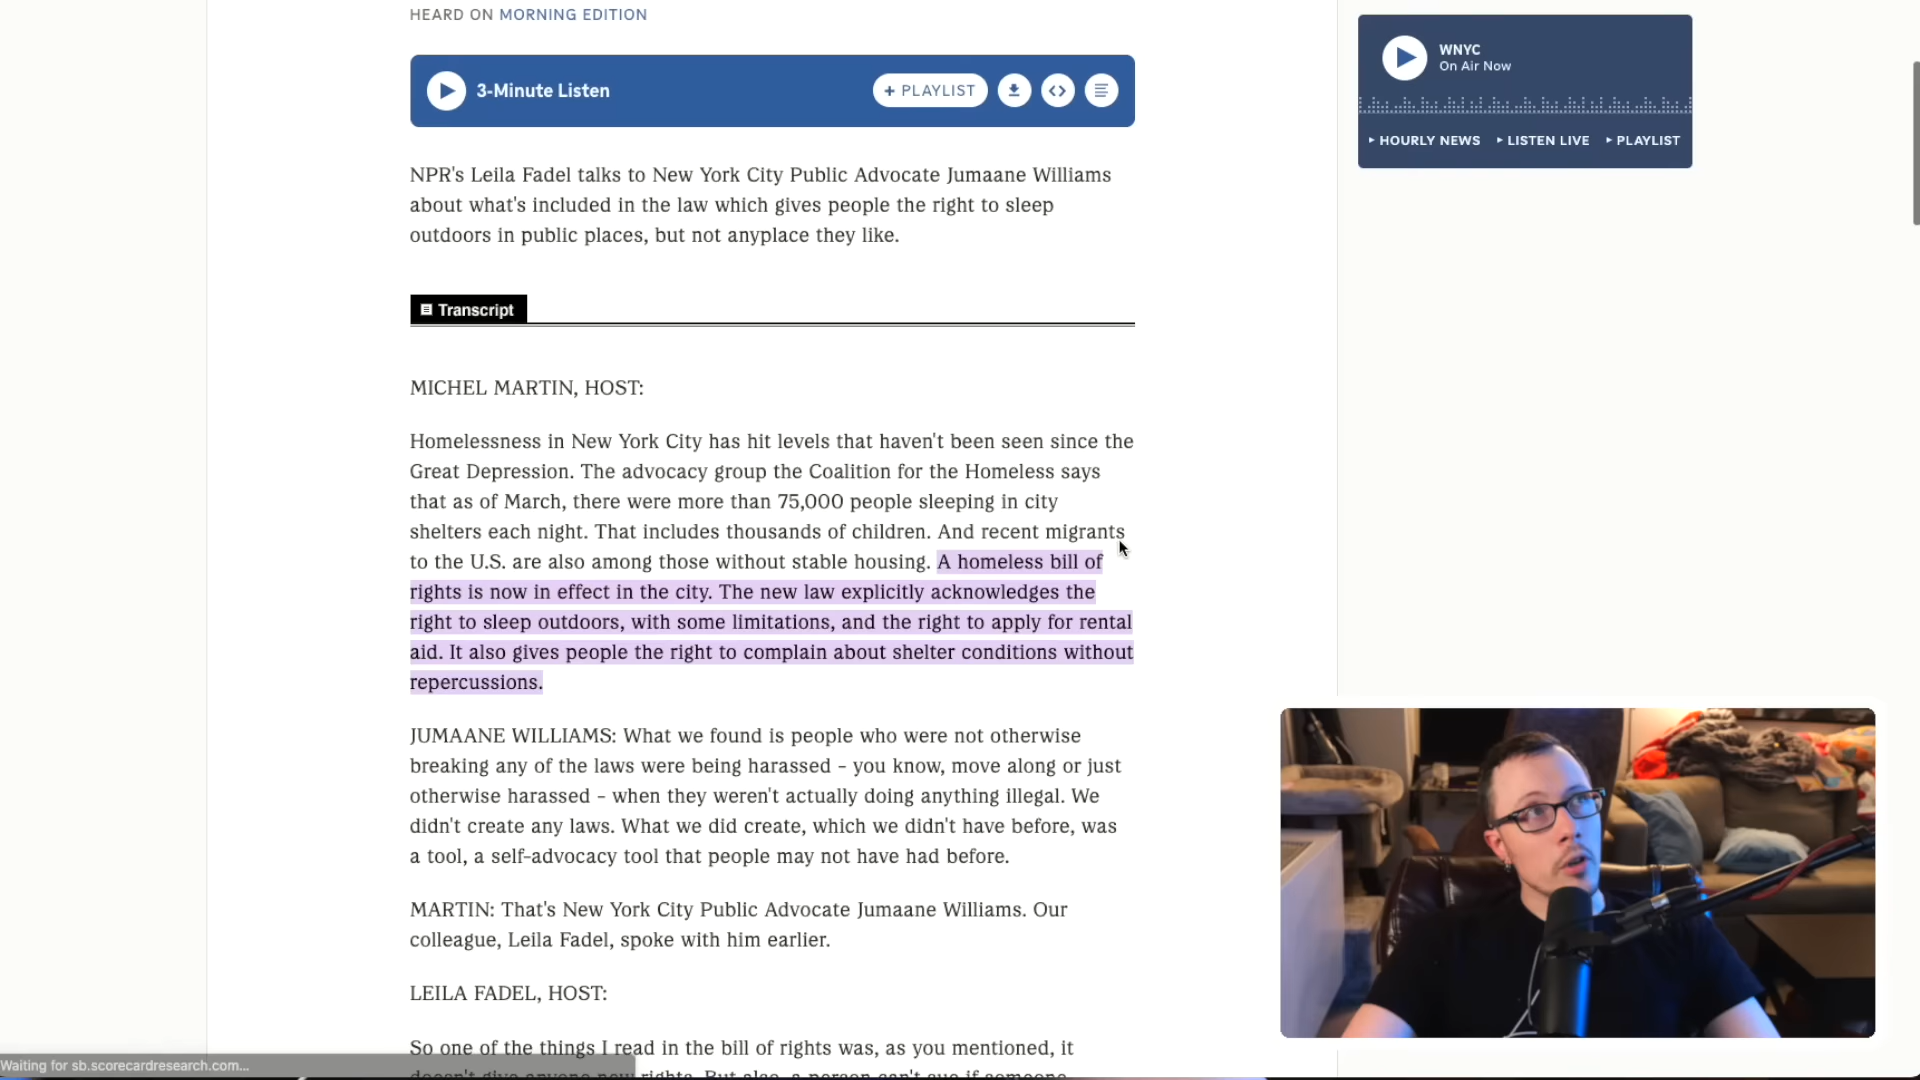 HEARD ON MORNING EDITION
3-Minute Listen
+ PLAYLIST
NPR's Leila Fadel talks to New York City Public Advocate Jumaane Williams
about what's included in the law which gives people the right to sleep
outdoors in public places, but not anyplace they like.
Transcript
MICHEL MARTIN, HOST:
Homelessness in New York City has hit levels that haven't been seen since the
Great Depression. The advocacy group the Coalition for the Homeless says
that as of March, there were more than 75,000 people sleeping in city
shelters each night. That includes thousands of children. And recent migrants
to the U.S. are also among those without stable housing. A homeless bill of
rights is now in effect in the city. The new law explicitly acknowledges the
right to sleep outdoors, with some limitations, and the right to apply for rental
aid. It also gives people the right to complain about shelter conditions without
repercussions.
JUMAANE WILLIAMS: What we found is people who were not otherwise
breaking any of the laws were being harassed – you know, move along or just
otherwise harassed – when they weren't actually doing anything illegal. We
didn't create any laws. What we did create, which we didn't have before, was
a tool, a self-advocacy tool that people may not have had before.
MARTIN: That's New York City Public Advocate Jumaane Williams. Our
colleague, Leila Fadel, spoke with him earlier.
LEILA FADEL, HOST:
So one of the things I read in the bill of rights was, as you mentioned, it
doesn't give anyone new rights. But also, a person can't sue if someone
Waiting for sb.scorecardresearch.com...
WNYC
On Air Now
HOURLY NEWS
LISTEN LIVE
PLAYLIST